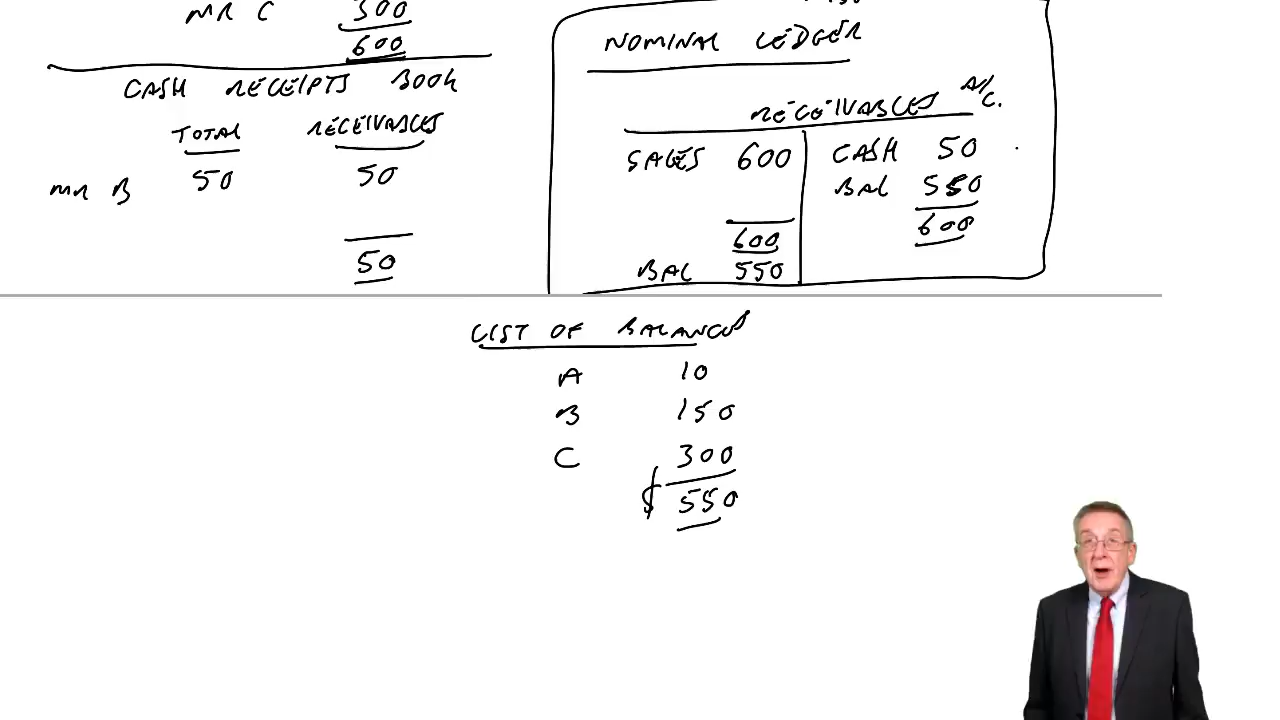 MR C 300
600
CASH RECEIPTS BOOK
TOTAL RECEIVABLES
MR B 50 50
50
NOMINAL LEDGER
RECEIVABLES A/C.
SALES 600 CASH 50
BAL 550
600 600
BAL 550
LIST OF BALANCES
A 10
B 150
C 300
$ 550